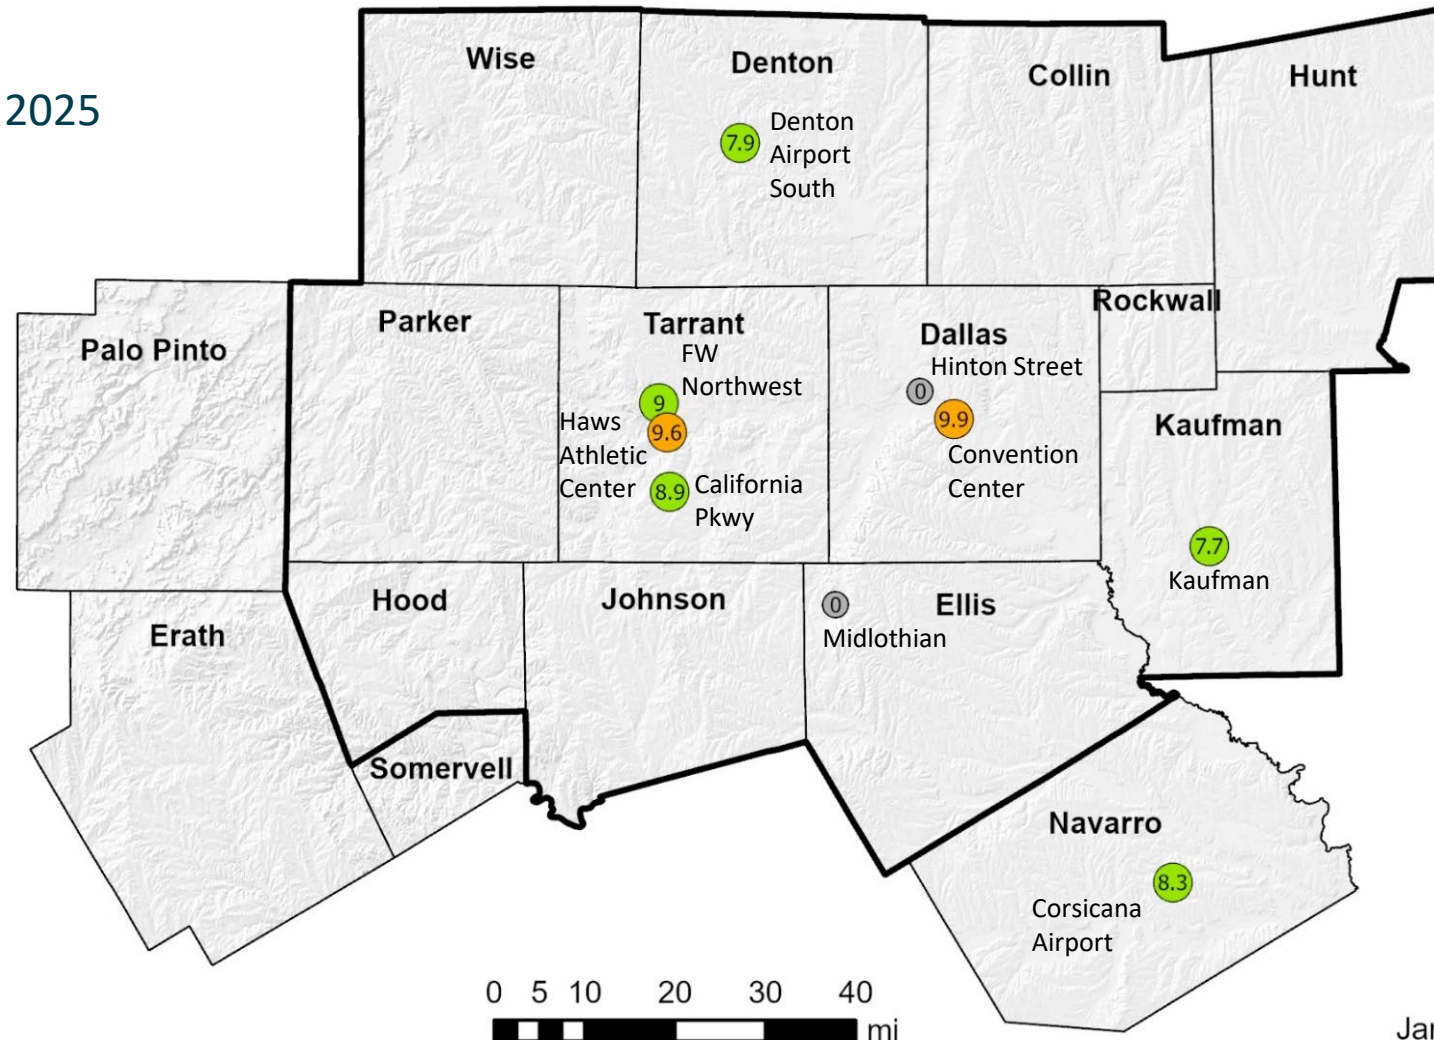 2025
Wise
Denton
Collin
Hunt
7.9
Denton
Airport
South
Palo Pinto
Parker
Tarrant
FW
Northwest
9
Haws
Athletic
Center
9.6
8.9
California
Pkwy
Dallas
Hinton Street
0
9.9
Convention
Center
Rockwall
Kaufman
7.7
Kaufman
Erath
Hood
Johnson
0
Midlothian
Ellis
Somervell
Navarro
8.3
Corsicana
Airport
0 5 10 20 30 40
mi
Jan